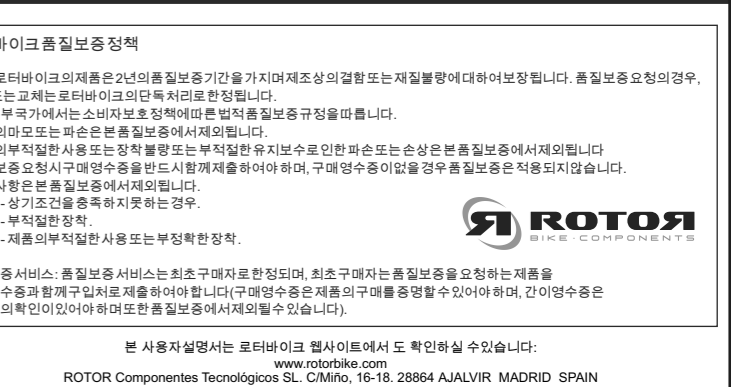 바이크품질보증정책
로터바이크의제품은2년의품질보증기간을가지며제조상의결함또는재질불량에대하여보장됩니다. 품질보증요청의경우,
또는교체는로터바이크의단독처리로한정됩니다.
부국가에서는소비자보호정책에따른법적품질보증규정을따릅니다.
의마모또는파손은본품질보증에서제외됩니다.
의부적절한사용또는장착불량또는부적절한유지보수로인한파손또는손상은본품질보증에서제외됩니다
보증요청시구매영수증을반드시함께제출하여야하며, 구매영수증이없을경우품질보증은적용되지않습니다.
사항은본품질보증에서제외됩니다.
- 상기조건을충족하지못하는경우.
- 부적절한장착.
- 제품의부적절한사용또는부정확한장착.
ROTOR
BIKE·COMPONENTS
증서비스: 품질보증서비스는최초구매자로한정되며, 최초구매자는품질보증을요청하는제품을
수증과함께구입처로제출하여야합니다(구매영수증은제품의구매를증명할수있어야하며, 간이영수증은
의확인이있어야하며또한품질보증에서제외될수있습니다).
본 사용자설명서는 로터바이크 웹사이트에서 도 확인하실 수있습니다:
www.rotorbike.com
ROTOR Componentes Tecnológicos SL. C/Miño, 16-18. 28864 AJALVIR MADRID SPAIN